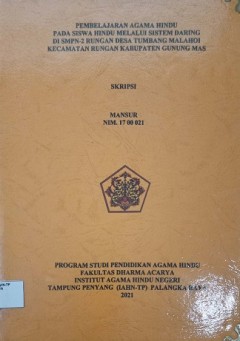 PEMBELAJARAN AGAMA HINDU
PADA SISWA HINDU MELALUI SISTEM DARING
DI SMPN-2 RUNGAN DESA TUMBANG MALAHOI
KECAMATAN RUNGAN KABUPATEN GUNUNG MAS
SKRIPSI
MANSUR
NIM. 17 00 021
PROGRAM STUDI PENDIDIKAN AGAMA HINDU
FAKULTAS DHARMA ACARYA
INSTITUT AGAMA HINDU NEGERI
TAMPUNG PENYANG (IAHN-TP) PALANGKA RAYA
2021